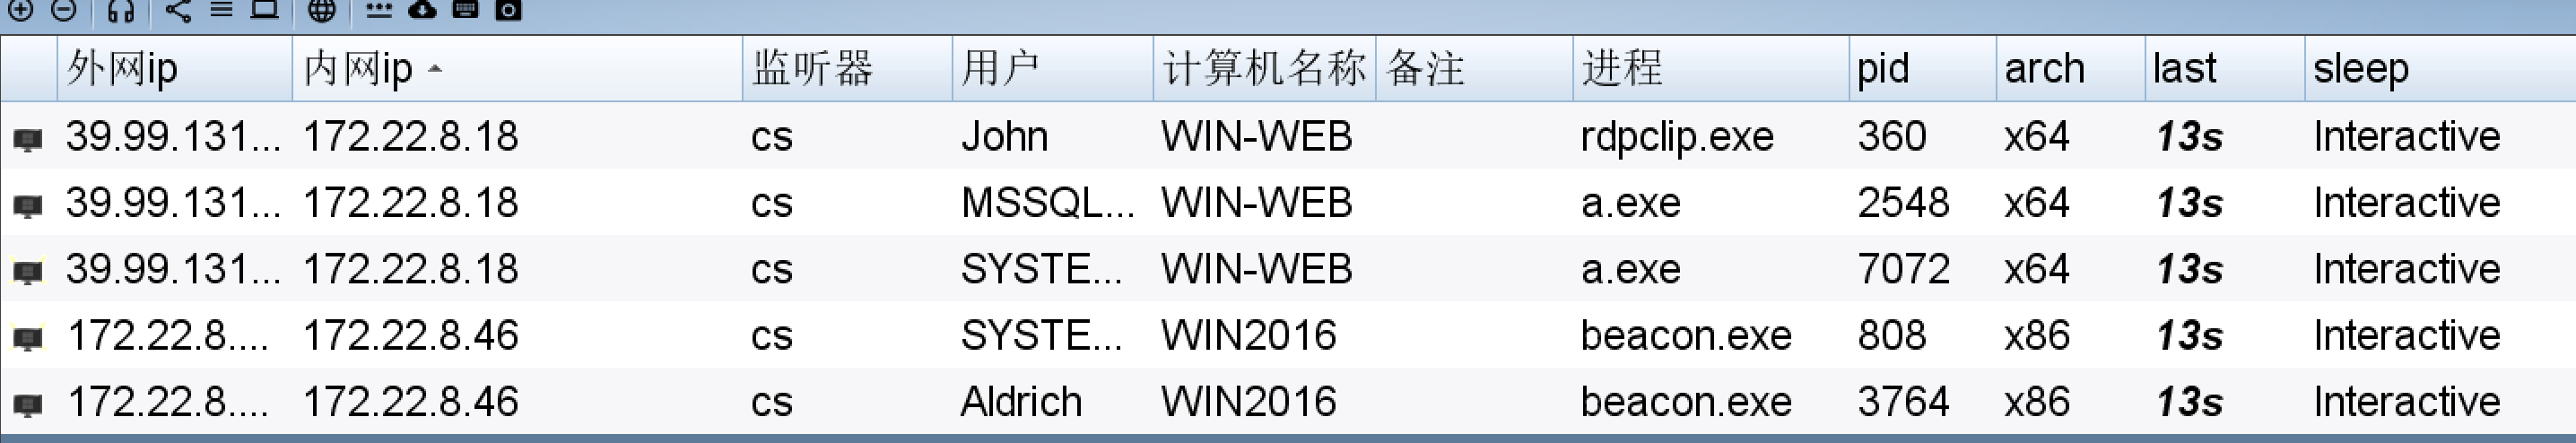 外网ip 内网ip 监听器 用户 计算机名称 备注 进程 pid arch last sleep
39.99.131... 172.22.8.18 cs John WIN-WEB rdpclip.exe 360 x64 13s Interactive
39.99.131... 172.22.8.18 cs MSSQL... WIN-WEB a.exe 2548 x64 13s Interactive
39.99.131... 172.22.8.18 cs SYSTE... WIN-WEB a.exe 7072 x64 13s Interactive
172.22.8.... 172.22.8.46 cs SYSTE... WIN2016 beacon.exe 808 x86 13s Interactive
172.22.8.... 172.22.8.46 cs Aldrich WIN2016 beacon.exe 3764 x86 13s Interactive